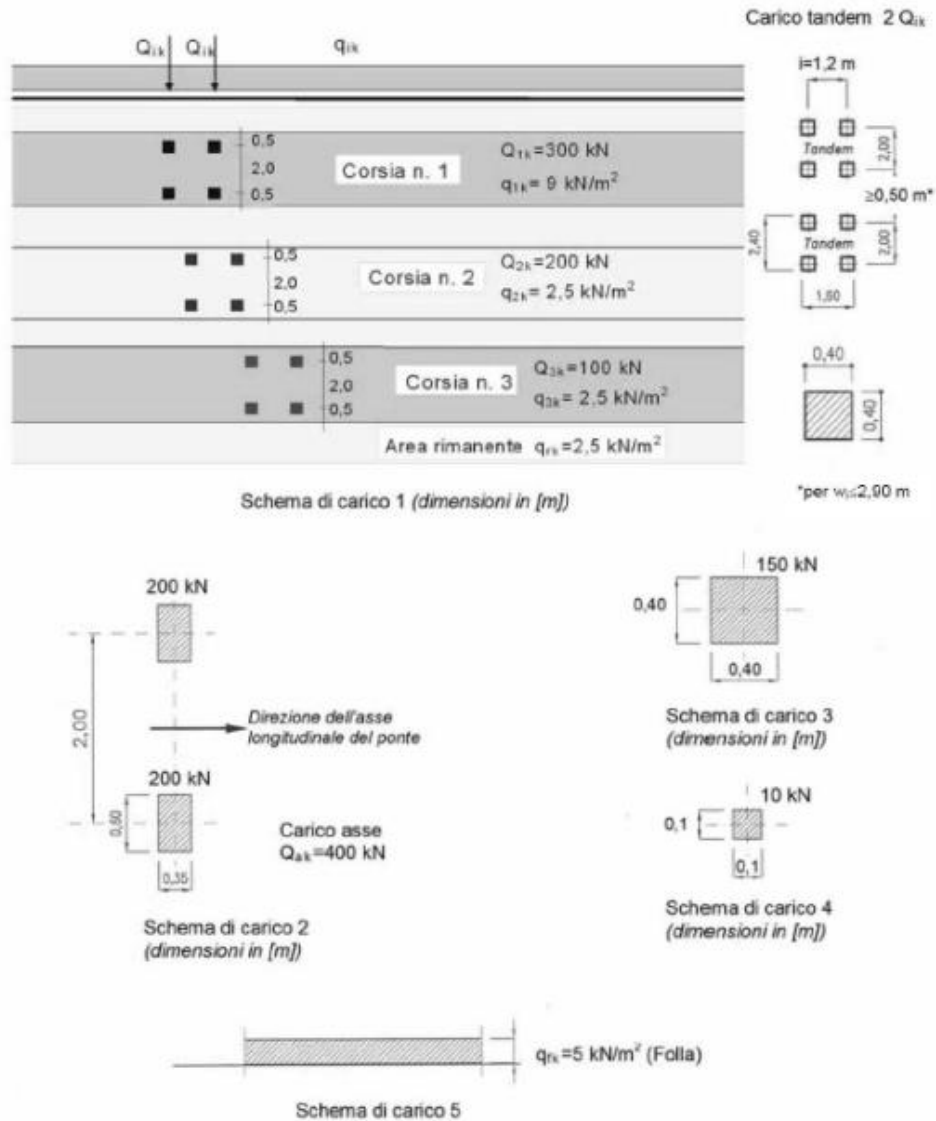 Carico tandem 2 Qik
Qik Qik qik
i=1,2 m
Tandem
2,00
≥0,50 m*
Tandem
2,40
2,00
1,60
0,5
2,0
0,5
Corsia n. 1
Q1k=300 kN
q1k= 9 kN/m²
0,5
2,0
0,5
Corsia n. 2
Q2k=200 kN
q2k= 2,5 kN/m²
0,5
2,0
0,5
Corsia n. 3
Q3k=100 kN
q3k= 2,5 kN/m²
Area rimanente qrk=2,5 kN/m²
0,40
0,40
*per wl≤2,90 m
Schema di carico 1 (dimensioni in [m])
200 kN
2,00
Direzione dell'asse
longitudinale del ponte
200 kN
0,60
0,35
Carico asse
Qak=400 kN
Schema di carico 2
(dimensioni in [m])
150 kN
0,40
0,40
Schema di carico 3
(dimensioni in [m])
10 kN
0,1
0,1
Schema di carico 4
(dimensioni in [m])
qfk=5 kN/m² (Folla)
Schema di carico 5